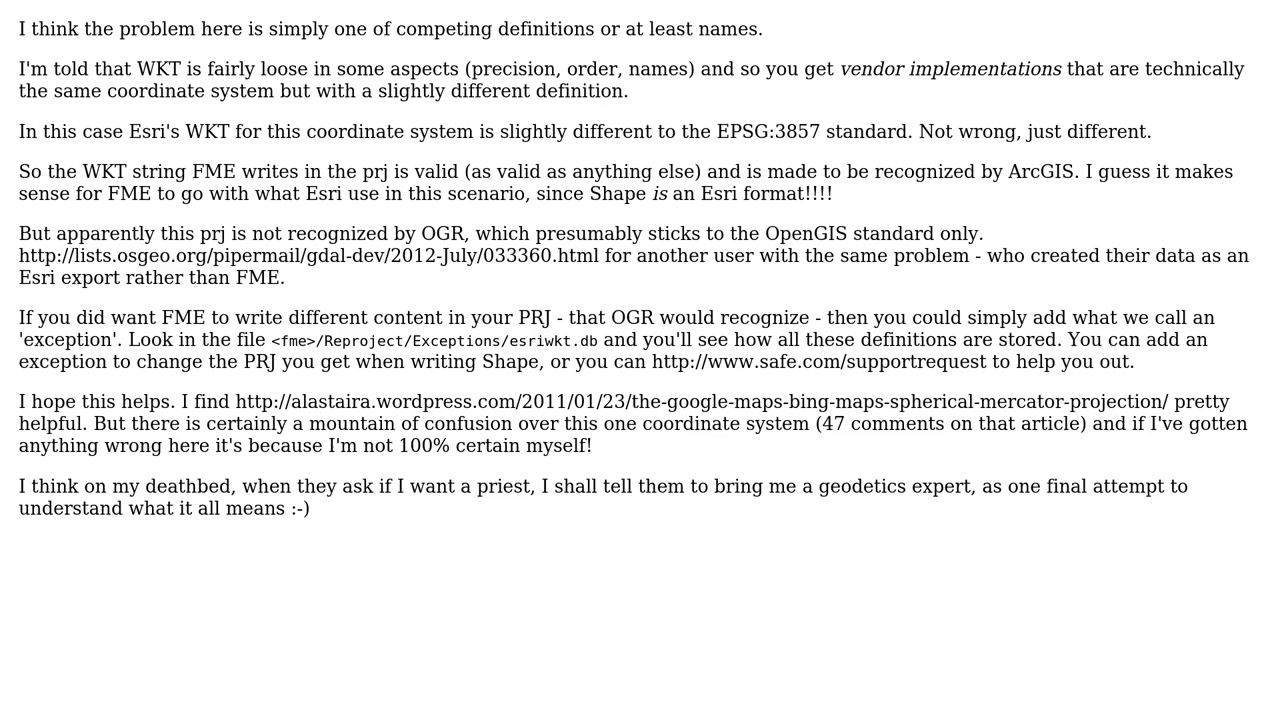 I think the problem here is simply one of competing definitions or at least names.
I'm told that WKT is fairly loose in some aspects (precision, order, names) and so you get vendor implementations that are technically
the same coordinate system but with a slightly different definition.
In this case Esri's WKT for this coordinate system is slightly different to the EPSG:3857 standard. Not wrong, just different.
So the WKT string FME writes in the prj is valid (as valid as anything else) and is made to be recognized by ArcGIS. I guess it makes
sense for FME to go with what Esri use in this scenario, since Shape is an Esri format!!!!
But apparently this prj is not recognized by OGR, which presumably sticks to the OpenGIS standard only.
http://lists.osgeo.org/pipermail/gdal-dev/2012-July/033360.html for another user with the same problem - who created their data as an
Esri export rather than FME.
If you did want FME to write different content in your PRJ - that OGR would recognize - then you could simply add what we call an
'exception'. Look in the file <fme>/Reproject/Exceptions/esriwkt.db and you'll see how all these definitions are stored. You can add an
exception to change the PRJ you get when writing Shape, or you can http://www.safe.com/supportrequest to help you out.
I hope this helps. I find http://alastaira.wordpress.com/2011/01/23/the-google-maps-bing-maps-spherical-mercator-projection/ pretty
helpful. But there is certainly a mountain of confusion over this one coordinate system (47 comments on that article) and if I've gotten
anything wrong here it's because I'm not 100% certain myself!
I think on my deathbed, when they ask if I want a priest, I shall tell them to bring me a geodetics expert, as one final attempt to
understand what it all means :-)